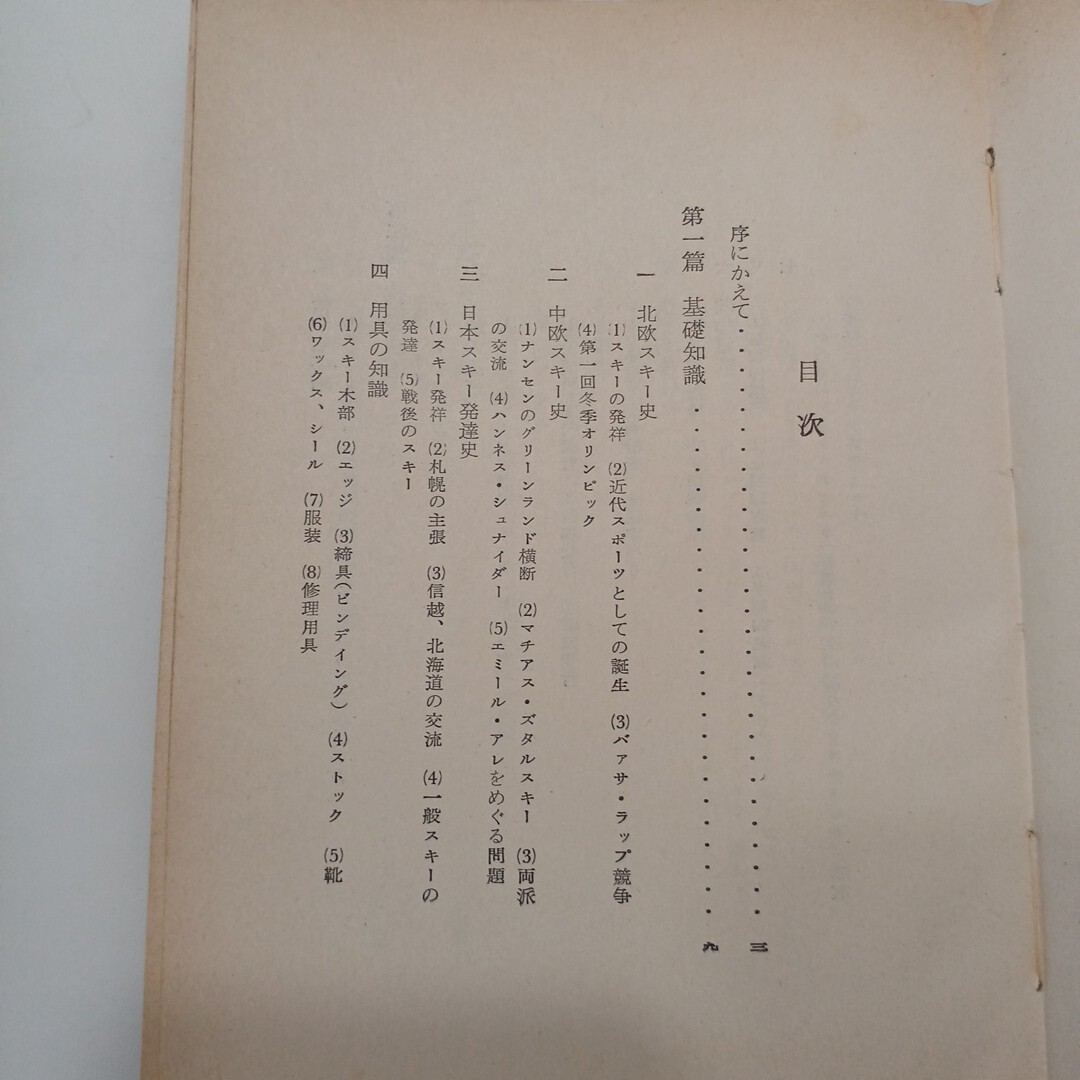 目次
序にかえて・・・・・・・・・・・・・・・・・・・・・・・・・・・・三
第一篇 基礎知識・・・・・・・・・・・・・・・・・・・・・・・九
一 北欧スキー史
(1)スキーの発祥 (2)近代スポーツとしての誕生 (3)バァサ・ラップ競争
(4)第一回冬季オリンピック
二 中欧スキー史
(1)ナンセンのグリーンランド横断 (2)マチアス・ズタルスキー (3)両派
の交流 (4)ハンネス・シュナイダー (5)エミール・アレをめぐる問題
三 日本スキー発達史
(1)スキー発祥 (2)札幌の主張 (3)信越、北海道の交流 (4)一般スキーの
発達 (5)戦後のスキー
四 用具の知識
(1)スキー木部 (2)エッジ (3)締具(ビンディング) (4)ストック (5)靴
(6)ワックス、シール (7)服装 (8)修理用具